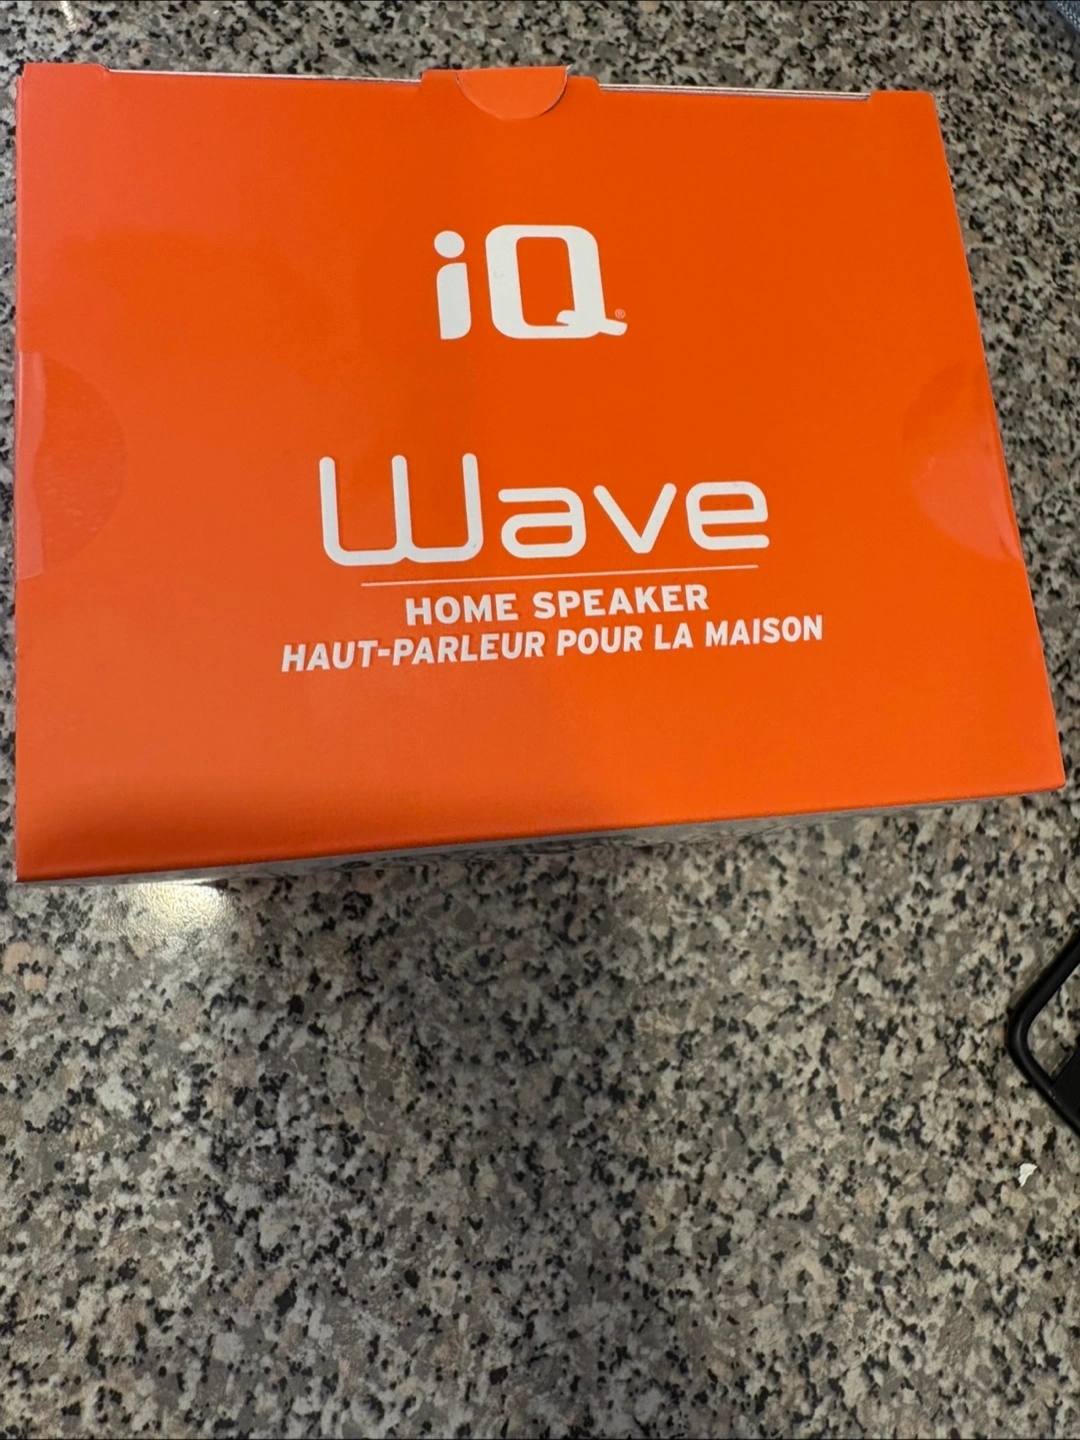 iQ®
Wave
HOME SPEAKER
HAUT-PARLEUR POUR LA MAISON